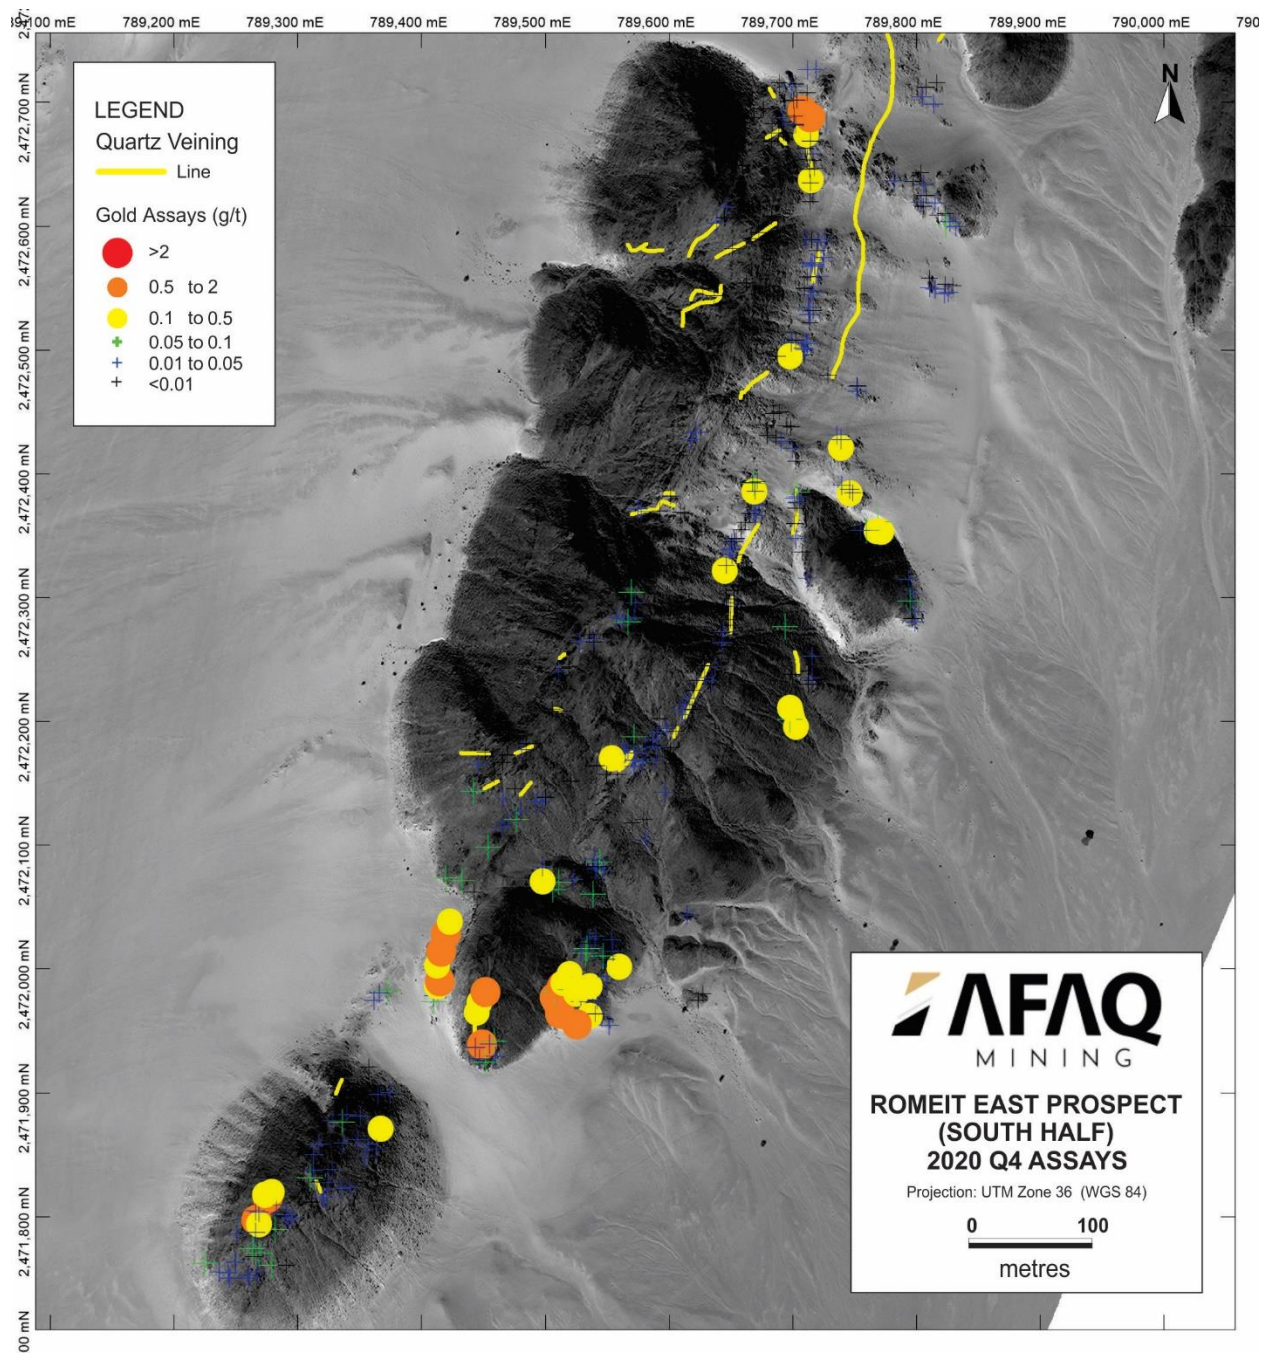 789,100 mE 789,200 mE 789,300 mE 789,400 mE 789,500 mE 789,600 mE 789,700 mE 789,800 mE 789,900 mE 790,000 mE 790
2,47
2,472,700 mN
2,472,600 mN
2,472,500 mN
2,472,400 mN
2,472,300 mN
2,472,200 mN
2,472,100 mN
2,472,000 mN
2,471,900 mN
2,471,800 mN
00 mN
LEGEND
Quartz Veining
Line
Gold Assays (g/t)
>2
0.5 to 2
0.1 to 0.5
0.05 to 0.1
0.01 to 0.05
<0.01
N
AFAQ
MINING
ROMEIT EAST PROSPECT
(SOUTH HALF)
2020 Q4 ASSAYS
Projection: UTM Zone 36 (WGS 84)
0 100
metres